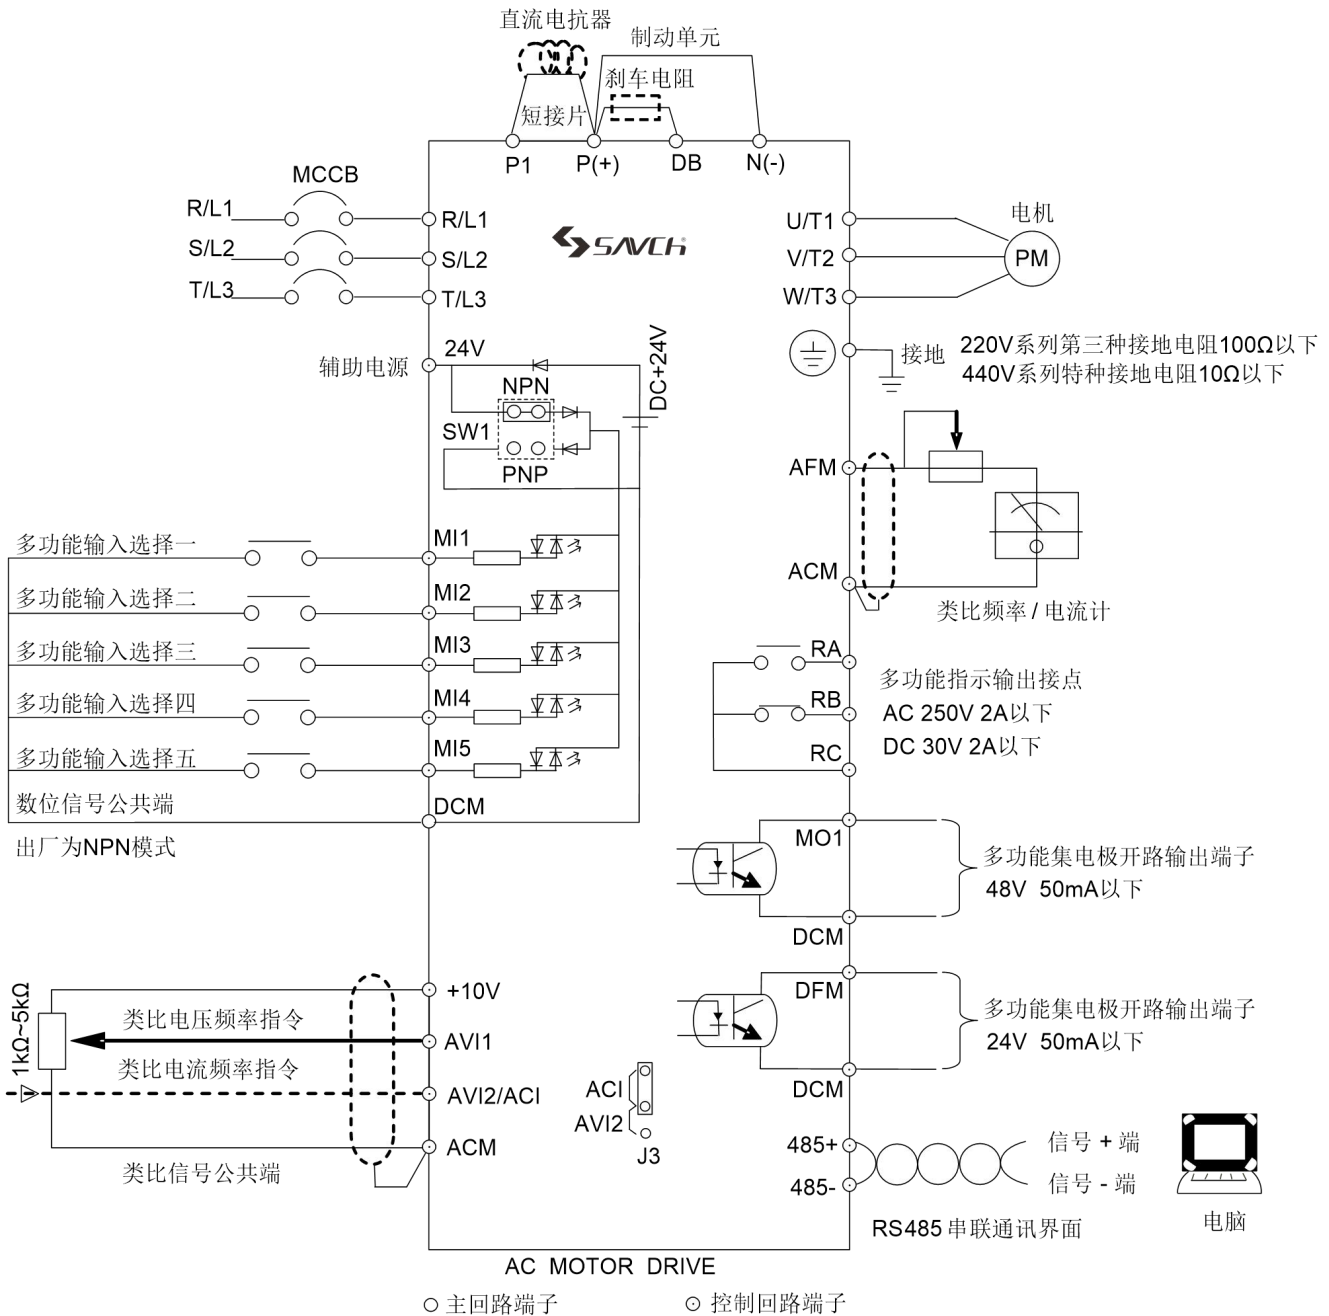 直流电抗器
制动单元
刹车电阻
短接片
P1
P(+)
DB
N(-)
MCCB
R/L1
S/L2
T/L3
R/L1
S/L2
T/L3
SAVCH
U/T1
V/T2
W/T3
电机
PM
辅助电源
24V
DC+24V
NPN
SW1
PNP
接地
220V系列第三种接地电阻100Ω以下
440V系列特种接地电阻10Ω以下
AFM
ACM
类比频率 / 电流计
多功能输入选择一
MI1
多功能输入选择二
MI2
多功能输入选择三
MI3
多功能输入选择四
MI4
多功能输入选择五
MI5
数位信号公共端
DCM
出厂为NPN模式
RA
RB
RC
多功能指示输出接点
AC 250V 2A以下
DC 30V 2A以下
MO1
DCM
多功能集电极开路输出端子
48V 50mA以下
DFM
DCM
多功能集电极开路输出端子
24V 50mA以下
1kΩ~5kΩ
+10V
类比电压频率指令
AVI1
类比电流频率指令
AVI2/ACI
ACM
类比信号公共端
ACI
AVI2
J3
485+
485-
信号 + 端
信号 - 端
RS485 串联通讯界面
电脑
AC MOTOR DRIVE
主回路端子
控制回路端子